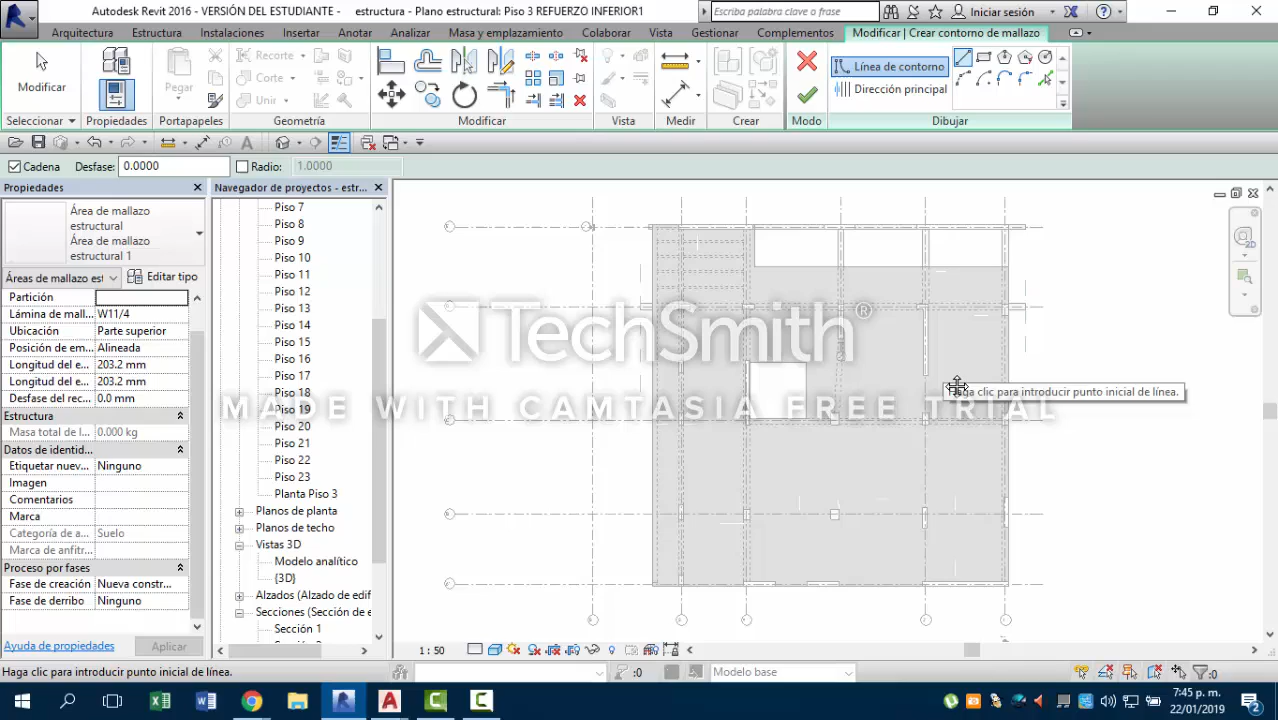 Autodesk Revit 2016 - VERSIÓN DEL ESTUDIANTE - estructura - Plano estructural: Piso 3 REFUERZO INFERIOR1
Escriba palabra clave o frase
Iniciar sesión
Arquitectura Estructura Instalaciones Insertar Anotar Analizar Masa y emplazamiento Colaborar Vista Gestionar Complementos Modificar | Crear contorno de mallazo
Modificar
Pegar
Recorte
Corte
Unir
Línea de contorno
Dirección principal
Seleccionar Propiedades Portapapeles Geometría Modificar Vista Medir Crear Modo Dibujar
Cadena Desfase: 0.0000 Radio: 1.0000
Propiedades
Área de mallazo
estructural
Área de mallazo
estructural 1
Áreas de mallazo est
Editar tipo
Partición
Lámina de mall... W11/4
Ubicación Parte superior
Posición de em... Alineada
Longitud del e... 203.2 mm
Longitud del e... 203.2 mm
Desfase del rec... 0.0 mm
Estructura
Masa total de l... 0.000 kg
Datos de identid...
Etiquetar nuev... Ninguno
Imagen
Comentarios
Marca
Categoría de a... Suelo
Marca de anfitr...
Proceso por fases
Fase de creación Nueva constr...
Fase de derribo Ninguno
Ayuda de propiedades
Aplicar
Navegador de proyectos - estr...
Piso 7
Piso 8
Piso 9
Piso 10
Piso 11
Piso 12
Piso 13
Piso 14
Piso 15
Piso 16
Piso 17
Piso 18
Piso 19
Piso 20
Piso 21
Piso 22
Piso 23
Planta Piso 3
Planos de planta
Planos de techo
Vistas 3D
Modelo analítico
{3D}
Alzados (Alzado de edif
Secciones (Sección de e
Sección 1
TechSmith®
MADE WITH CAMTASIA FREE TRIAL
Haga clic para introducir punto inicial de línea.
1 : 50
Haga clic para introducir punto inicial de línea.
:0
Modelo base
:0
7:45 p. m.
22/01/2019
2